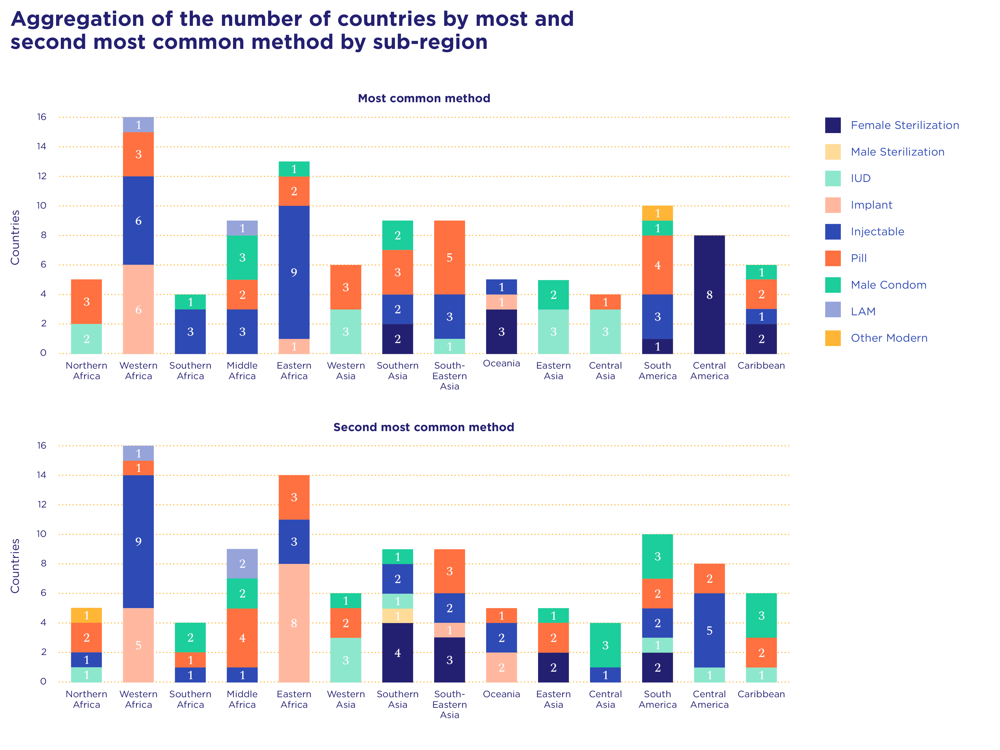 Aggregation of the number of countries by most and
second most common method by sub-region
Most common method
Countries
16
14
12
10
8
6
4
2
0
3
2
1
3
6
6
1
3
1
3
2
3
1
2
9
1
3
3
2
3
2
2
5
3
1
1
1
3
2
3
1
3
1
1
4
3
1
8
1
2
1
2
Northern
Africa
Western
Africa
Southern
Africa
Middle
Africa
Eastern
Africa
Western
Asia
Southern
Asia
South-
Eastern
Asia
Oceania
Eastern
Asia
Central
Asia
South
America
Central
America
Caribbean
Female Sterilization
Male Sterilization
IUD
Implant
Injectable
Pill
Male Condom
LAM
Other Modern
Second most common method
Countries
16
14
12
10
8
6
4
2
0
1
2
1
1
1
1
9
5
2
1
1
2
2
4
1
3
3
8
1
2
3
1
2
1
1
4
3
2
1
3
1
2
2
1
2
2
3
1
3
2
2
1
2
2
5
1
3
2
1
Northern
Africa
Western
Africa
Southern
Africa
Middle
Africa
Eastern
Africa
Western
Asia
Southern
Asia
South-
Eastern
Asia
Oceania
Eastern
Asia
Central
Asia
South
America
Central
America
Caribbean